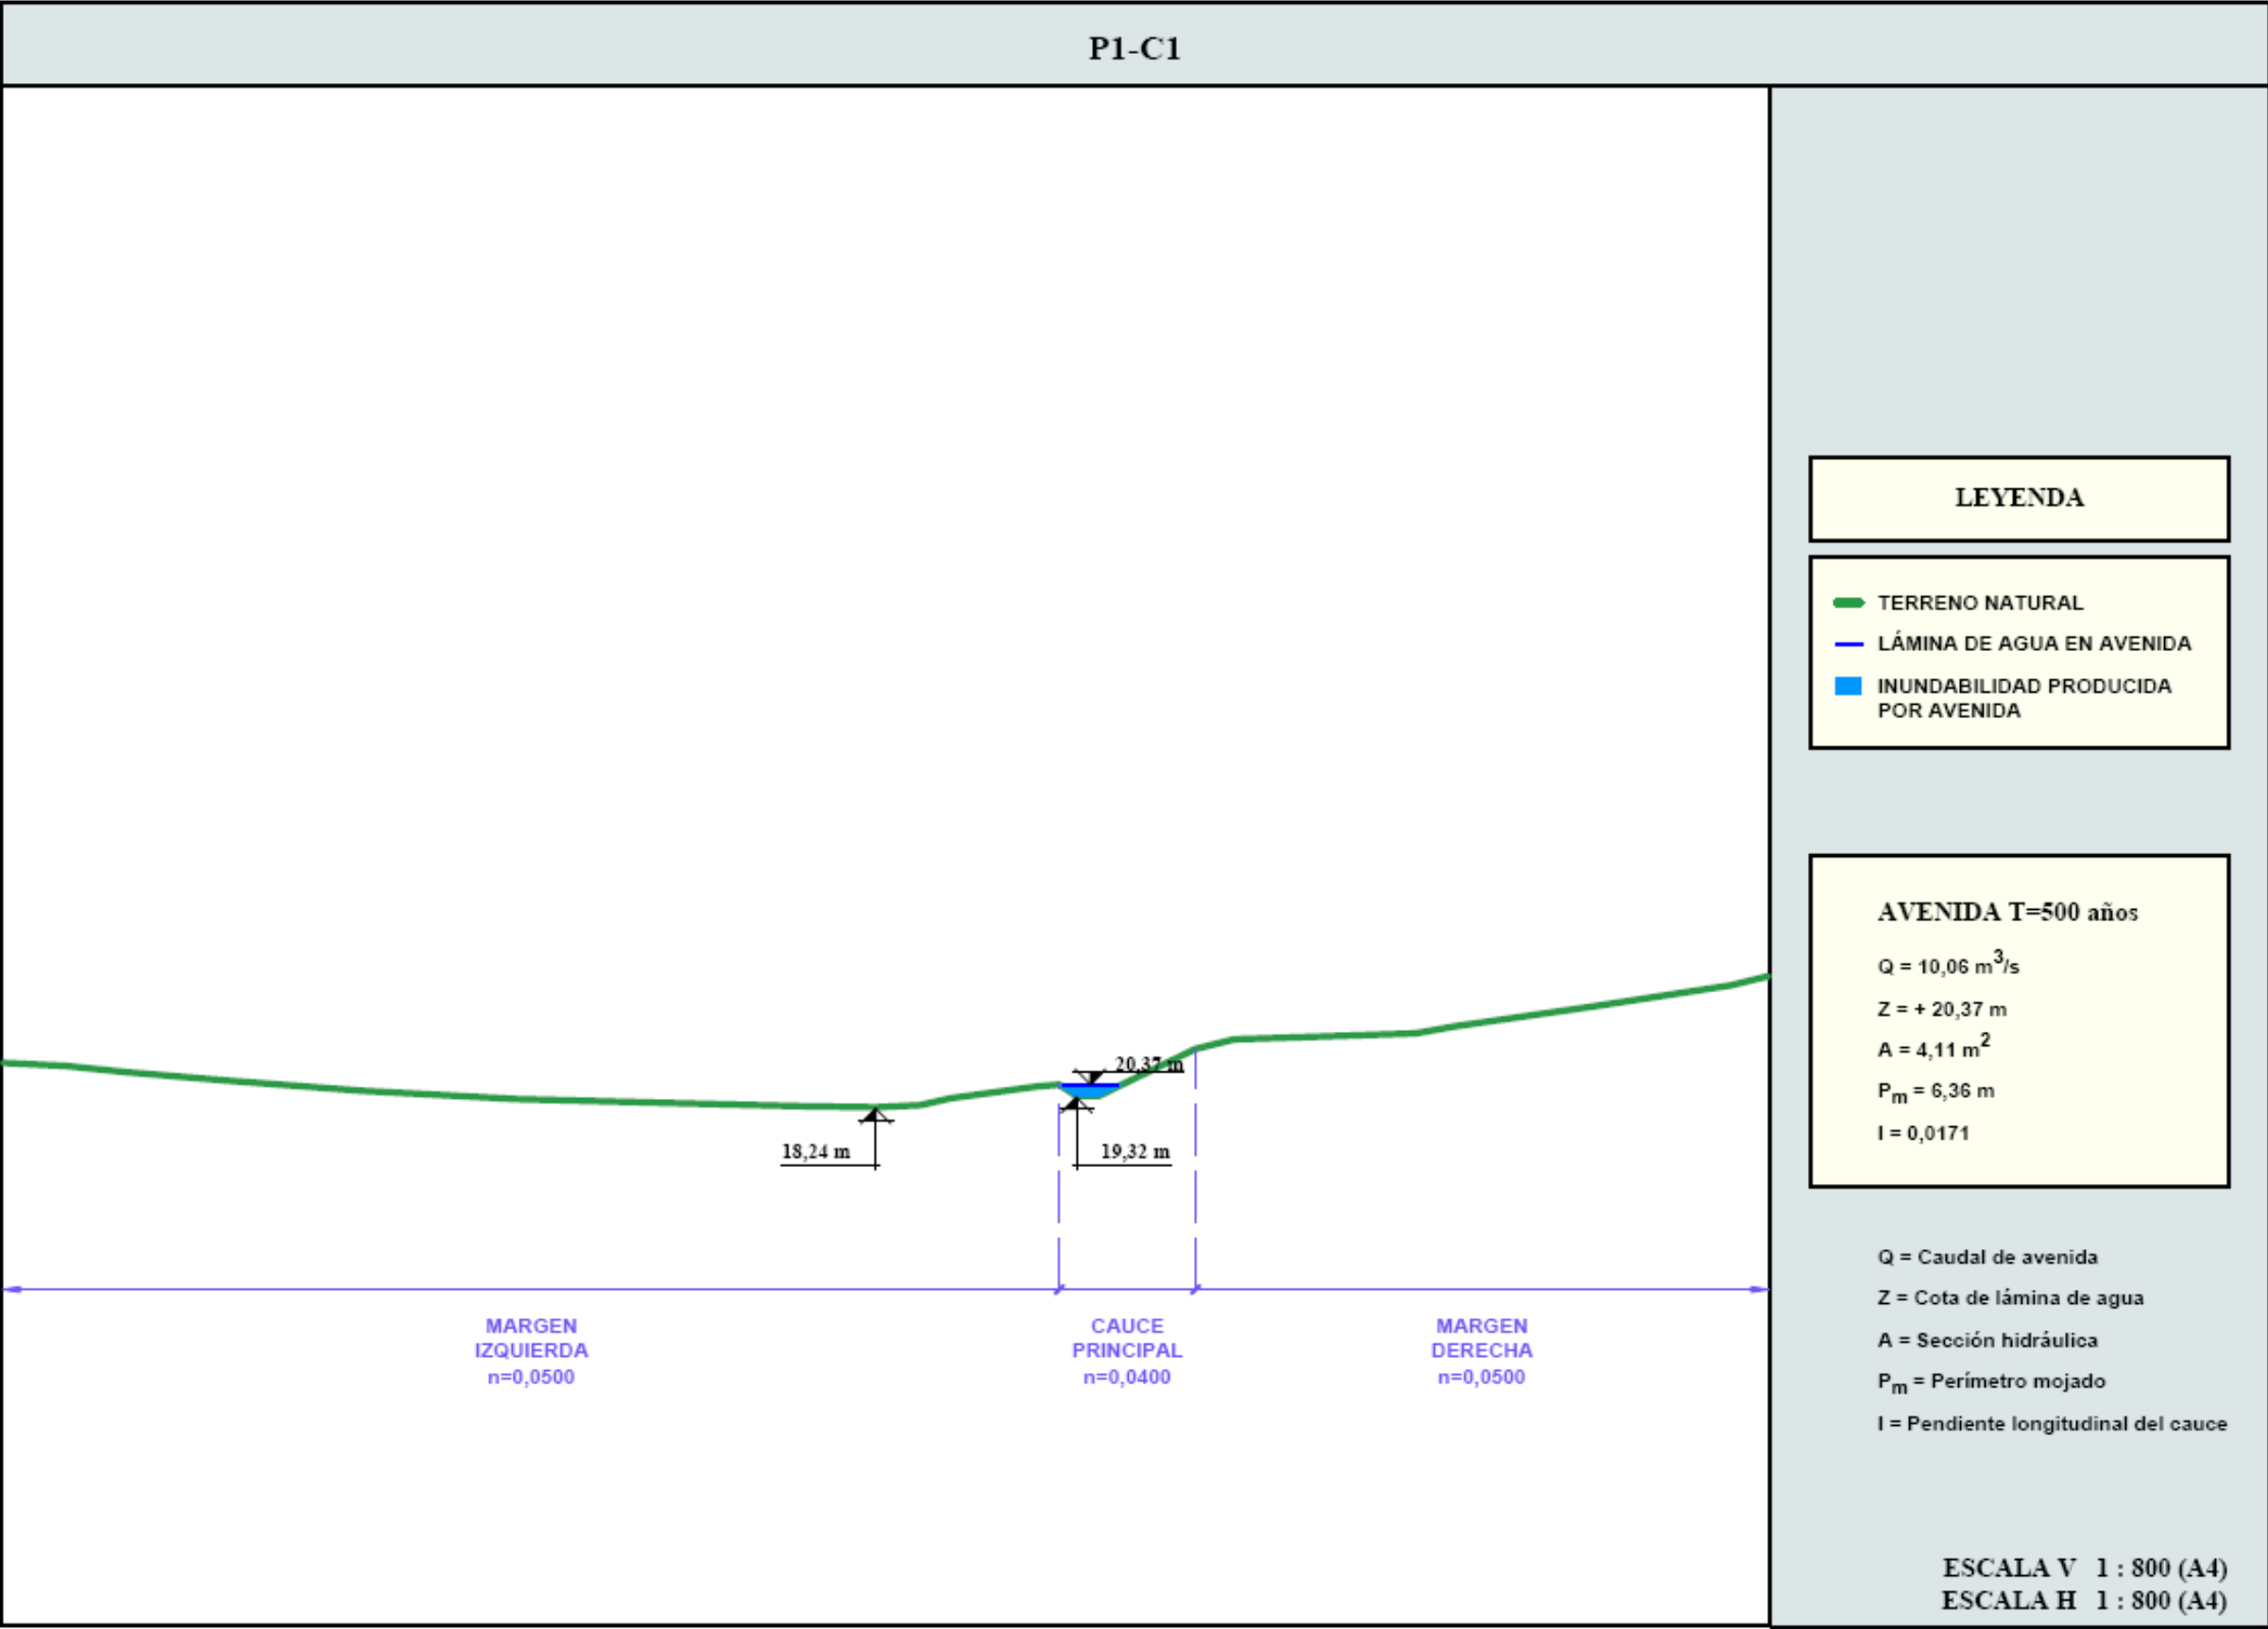 P1-C1
20,37 m
18,24 m
19,32 m
MARGEN
IZQUIERDA
n=0,0500
CAUCE
PRINCIPAL
n=0,0400
MARGEN
DERECHA
n=0,0500
LEYENDA
TERRENO NATURAL
LÁMINA DE AGUA EN AVENIDA
INUNDABILIDAD PRODUCIDA
POR AVENIDA
AVENIDA T=500 años
Q = 10,06 m³/s
Z = + 20,37 m
A = 4,11 m²
Pm = 6,36 m
I = 0,0171
Q = Caudal de avenida
Z = Cota de lámina de agua
A = Sección hidráulica
Pm = Perímetro mojado
I = Pendiente longitudinal del cauce
ESCALA V 1 : 800 (A4)
ESCALA H 1 : 800 (A4)